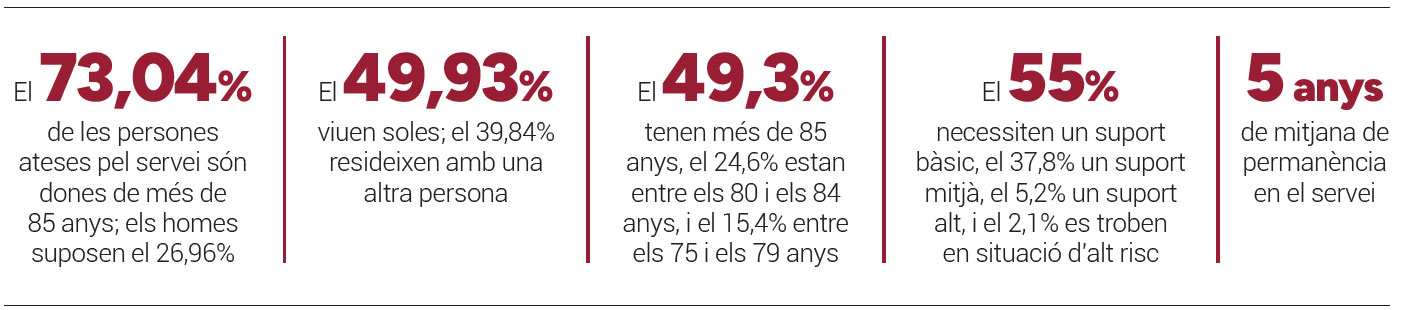 El 73,04%
de les persones
ateses pel servei són
dones de més de
85 anys; els homes
suposen el 26,96%
El 49,93%
viuen soles; el 39,84%
resideixen amb una
altra persona
El 49,3%
tenen més de 85
anys, el 24,6% estan
entre els 80 i els 84
anys, i el 15,4% entre
els 75 i els 79 anys
El 55%
necessiten un suport
bàsic, el 37,8% un suport
mitjà, el 5,2% un suport
alt, i el 2,1% es troben
en situació d'alt risc
5 anys
de mitjana de
permanència
en el servei